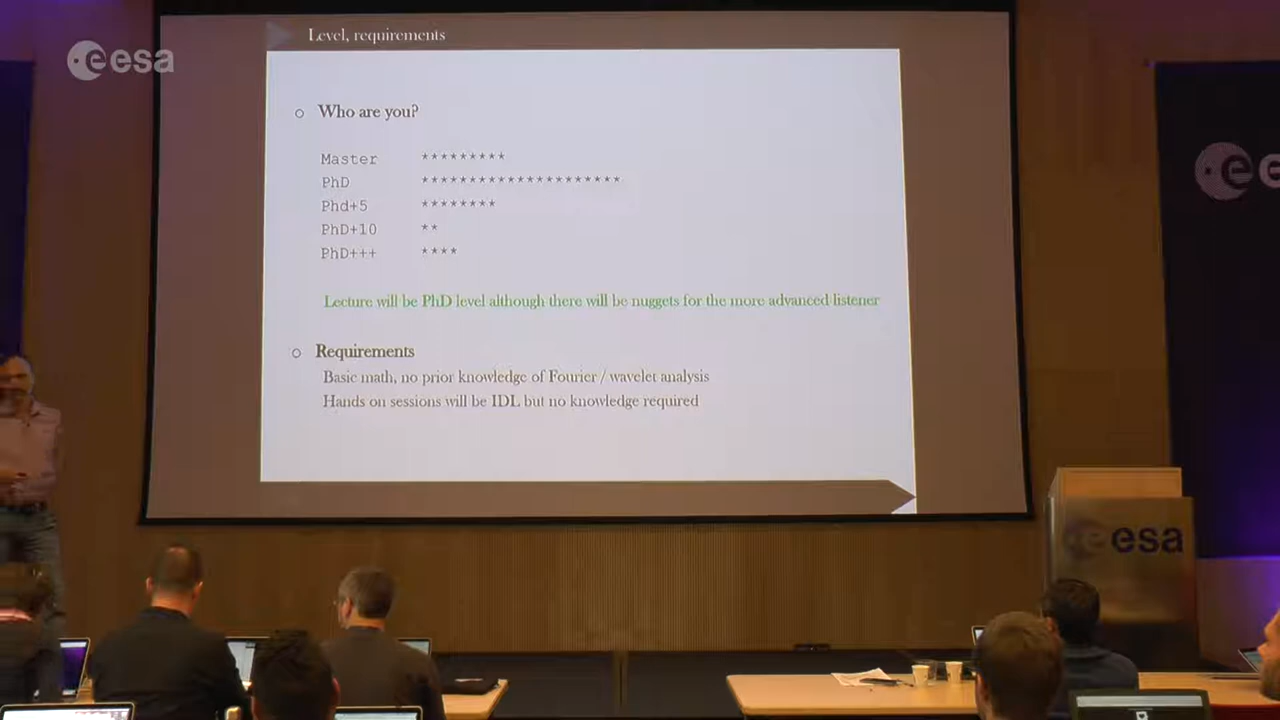 esa
Level, requirements
○ Who are you?
Master *********
PhD *********************
Phd+5 ********
PhD+10 **
PhD+++ ****
Lecture will be PhD level although there will be nuggets for the more advanced listener
○ Requirements
Basic math, no prior knowledge of Fourier / wavelet analysis
Hands on sessions will be IDL but no knowledge required
e
esa